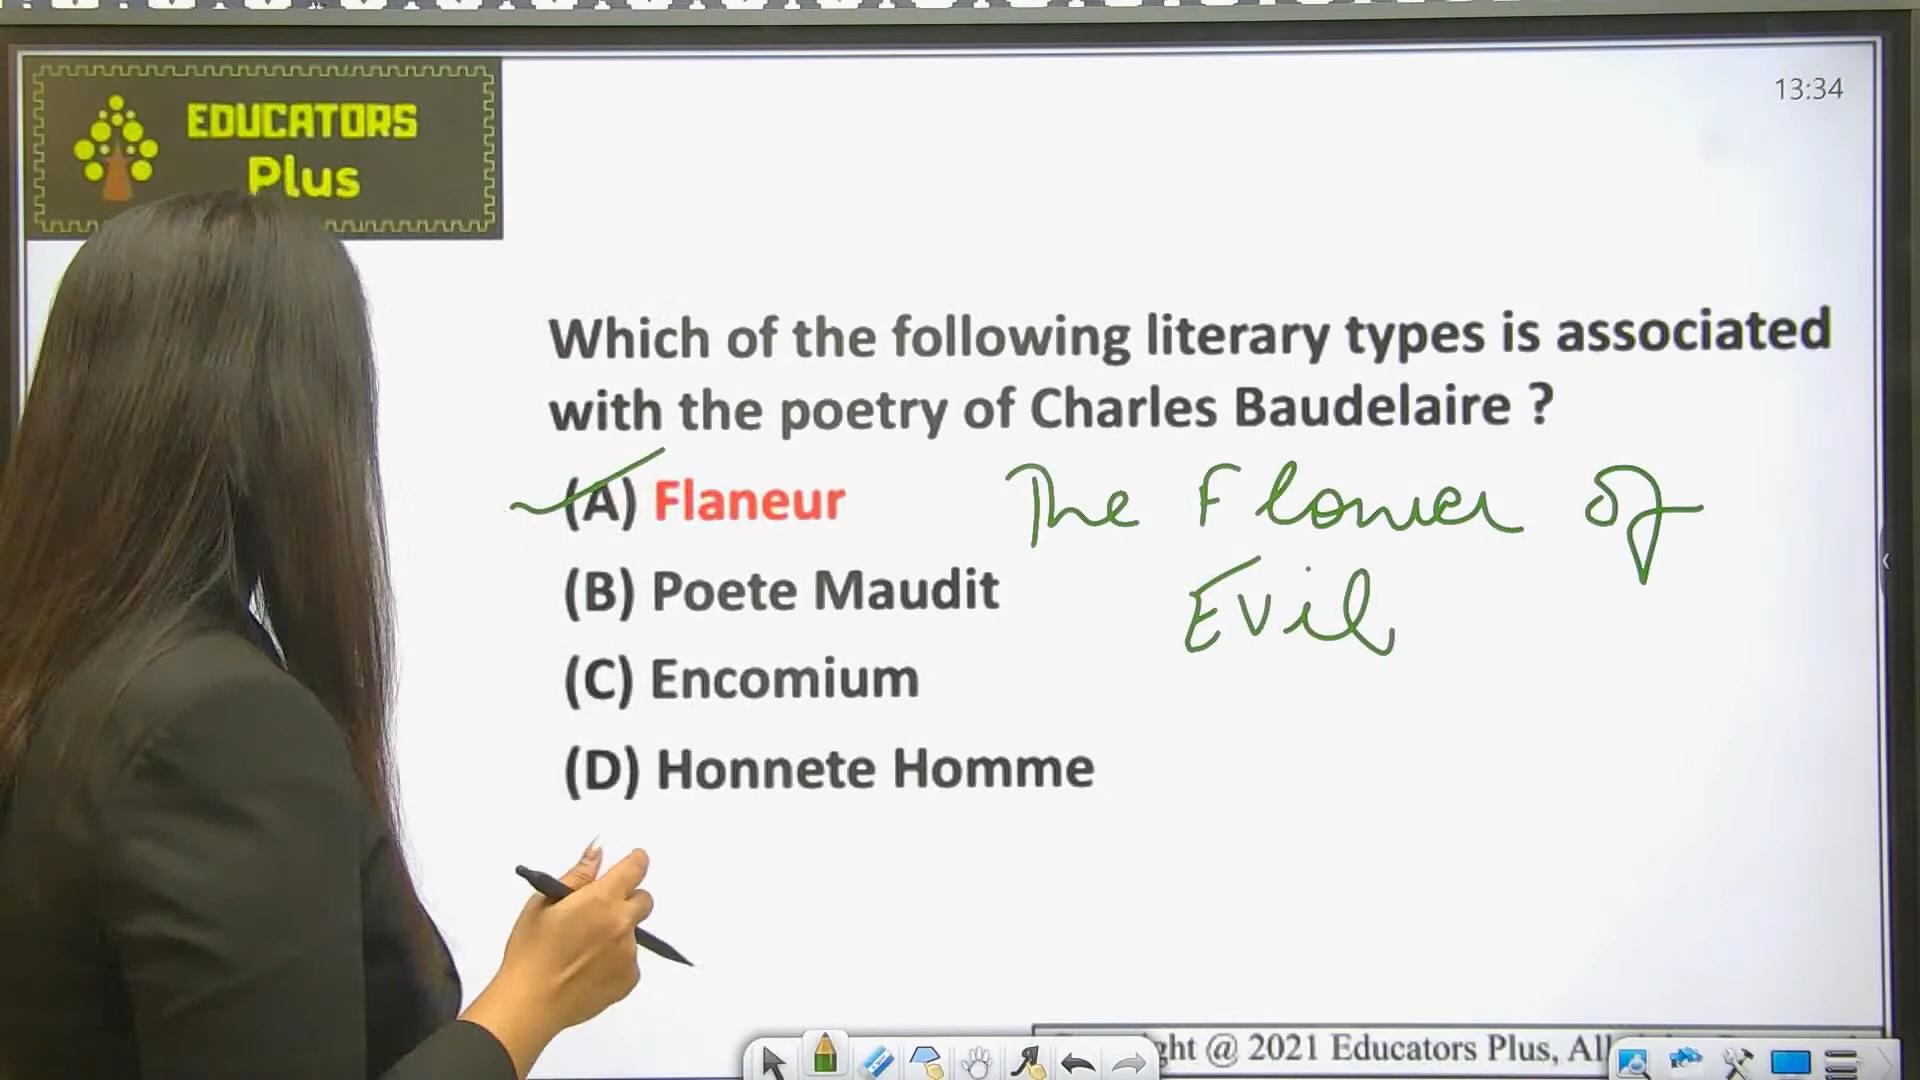 EDUCATORS
Plus
13:34
Which of the following literary types is associated
with the poetry of Charles Baudelaire ?
(A) Flaneur
The Flower of
Evil
(B) Poete Maudit
(C) Encomium
(D) Honnete Homme
@ 2021 Educators Plus, All